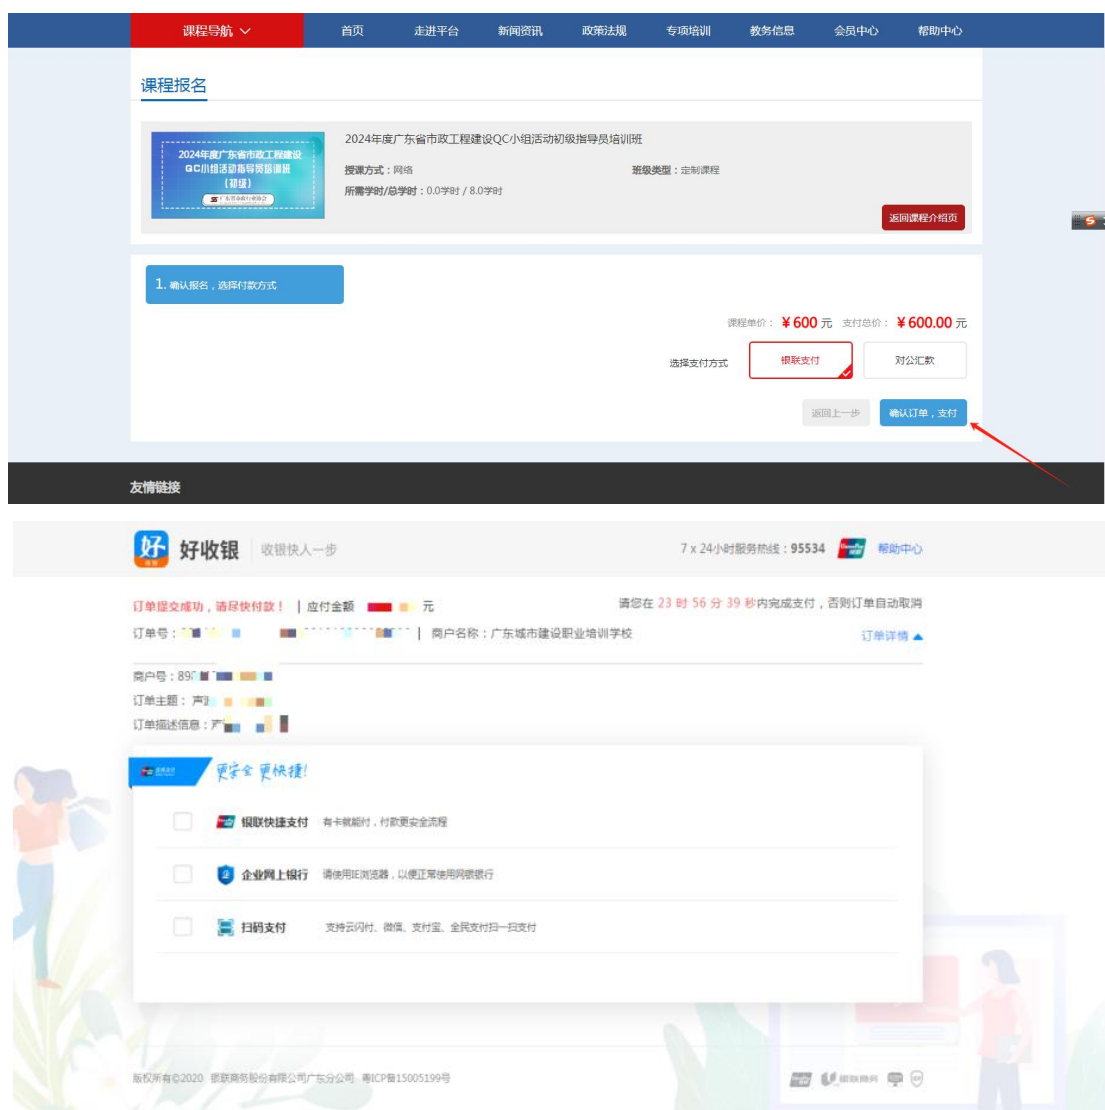 课程导航 首页 走进平台 新闻资讯 政策法规 专项培训 教务信息 会员中心 帮助中心
课程报名
2024年度广东省市政工程建设
QC小组活动指导员培训班
(初级)
2024年度广东省市政工程建设QC小组活动初级指导员培训班
授课方式：网络 班级类型：定制课程
所需学时/总学时：0.0学时 / 8.0学时
返回课程介绍页
1. 确认报名，选择付款方式
课程单价：￥600 元 支付总价：￥600.00 元
选择支付方式 银联支付 对公汇款
返回上一步 确认订单，支付
友情链接
好 好收银 收银快人一步 7 x 24小时服务热线：95534 帮助中心
订单提交成功，请尽快付款！ | 应付金额 元 请您在 23 时 56 分 39 秒内完成支付，否则订单自动取消
订单号： | 商户名称：广东城市建设职业培训学校 订单详情
商户号：89
订单主题：声
订单描述信息：
更安全 更快捷!
银联快捷支付 有卡就能付，付款更安全流程
企业网上银行 请使用IE浏览器，以便正常使用网银银行
扫码支付 支持云闪付、微信、支付宝、全民支付扫一扫支付
版权所有©2020 银联商务股份有限公司广东分公司 粤ICP备15005199号